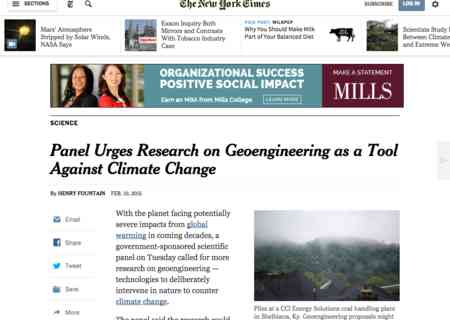 SECTIONS
The New York Times
SUBSCRIBE
LOG IN
Mars' Atmosphere
Stripped by Solar Winds,
NASA Says
Exxon Inquiry Both
Mirrors and Contrasts
With Tobacco Industry
Case
MILKPEP
Why You Should Make Milk
Part of Your Balanced Diet
Scientists Study
Between Climate
and Extreme We
ORGANIZATIONAL SUCCESS
POSITIVE SOCIAL IMPACT
Earn an MBA from Mills College
LEARN MORE
MAKE A STATEMENT
MILLS
SCIENCE
Panel Urges Research on Geoengineering as a Tool
Against Climate Change
By HENRY FOUNTAIN FEB. 10, 2015
Email
Share
Tweet
Save
More
With the planet facing potentially
severe impacts from global
warming in coming decades, a
government-sponsored scientific
panel on Tuesday called for more
research on geoengineering —
technologies to deliberately
intervene in nature to counter
climate change.
The panel said the research could
Piles at a CCI Energy Solutions coal handling plant
in Shelbiana, Ky. Geoengineering proposals might